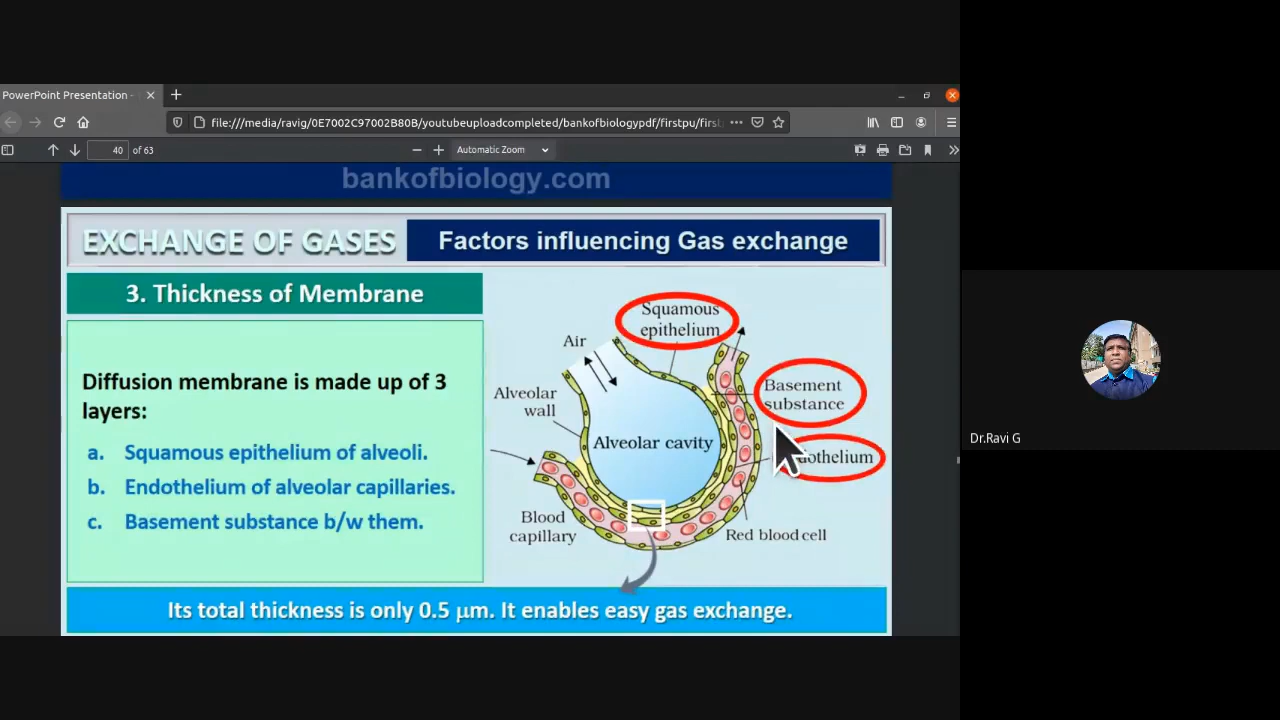 PowerPoint Presentation -
file:///media/ravig/0E7002C97002B80B/youtubeuploadcompleted/bankofbiologypdf/firstpu/firs
40 of 63
Automatic Zoom
bankofbiology.com
EXCHANGE OF GASES
Factors influencing Gas exchange
3. Thickness of Membrane
Diffusion membrane is made up of 3
layers:
a. Squamous epithelium of alveoli.
b. Endothelium of alveolar capillaries.
c. Basement substance b/w them.
Squamous
epithelium
Air
Basement
substance
Alveolar
wall
Alveolar cavity
dothelium
Blood
capillary
Red blood cell
Its total thickness is only 0.5 μm. It enables easy gas exchange.
Dr.Ravi G